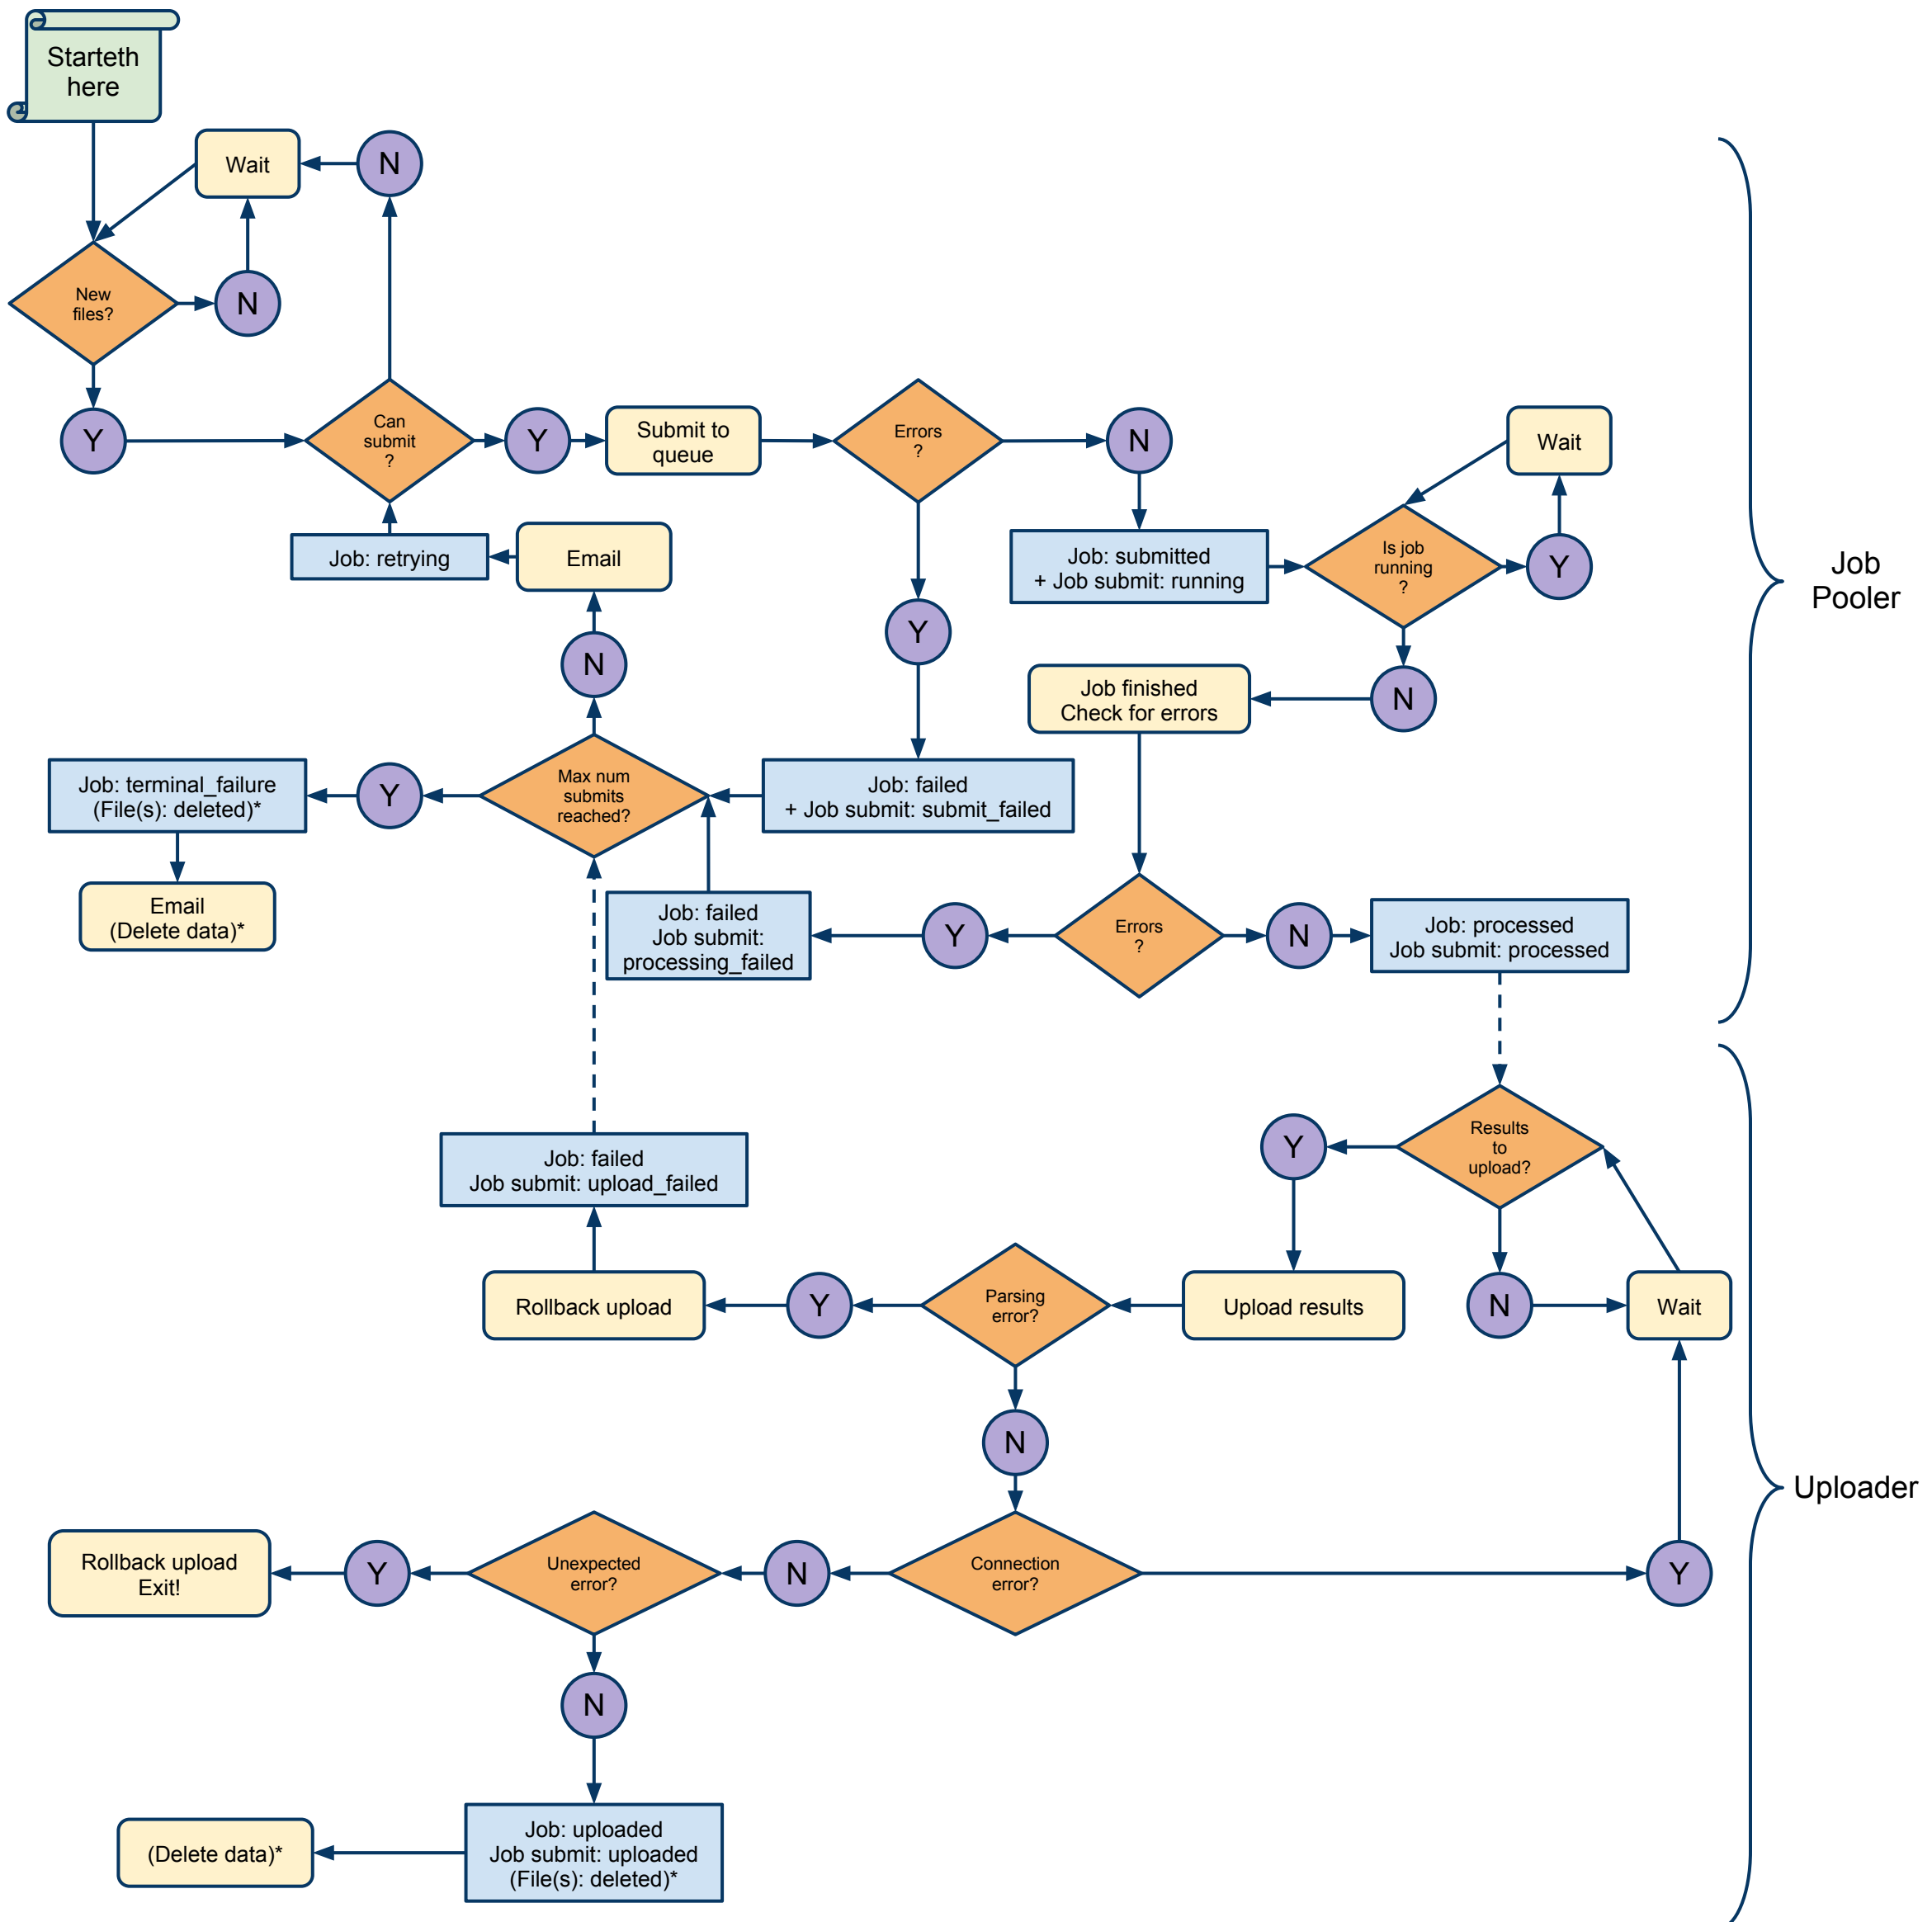 Starteth
here
Wait
N
New
files?
N
Y
Can
submit
?
Y
Submit to
queue
Errors
?
N
Wait
Job: retrying
Email
Job: submitted
+ Job submit: running
Is job
running
?
Y
Job
Pooler
Y
N
Job finished
Check for errors
N
Job: terminal_failure
(File(s): deleted)*
Y
Max num
submits
reached?
Job: failed
+ Job submit: submit_failed
Email
(Delete data)*
Job: failed
Job submit:
processing_failed
Y
Errors
?
N
Job: processed
Job submit: processed
Job: failed
Job submit: upload_failed
Y
Results
to
upload?
Rollback upload
Y
Parsing
error?
Upload results
N
Wait
N
Uploader
Rollback upload
Exit!
Y
Unexpected
error?
N
Connection
error?
Y
N
(Delete data)*
Job: uploaded
Job submit: uploaded
(File(s): deleted)*